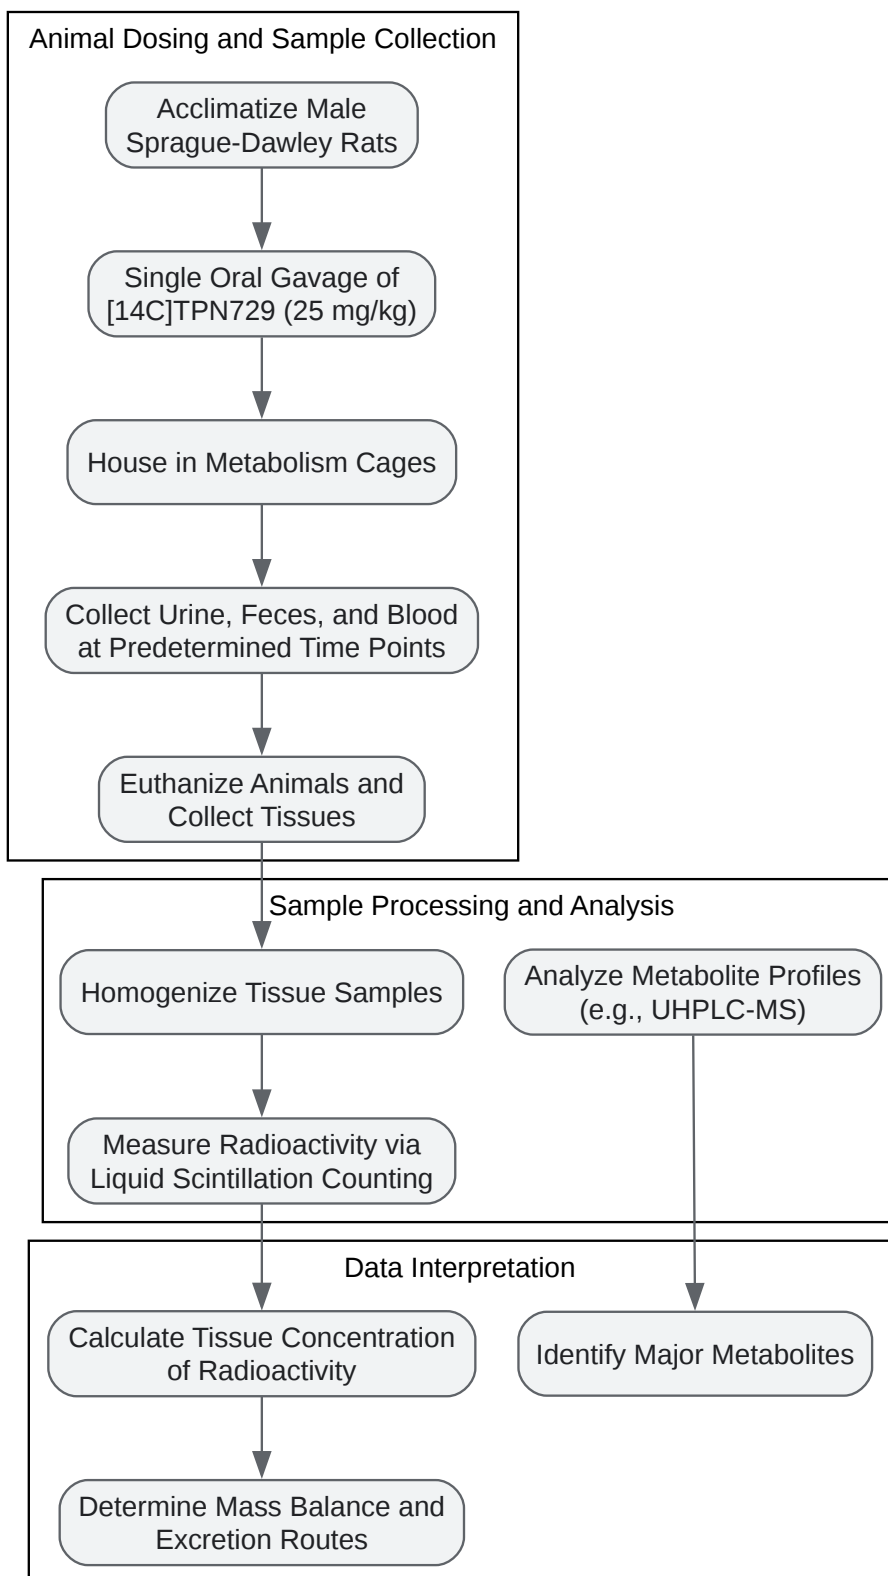 Animal Dosing and Sample Collection
Acclimatize Male
Sprague-Dawley Rats
Single Oral Gavage of
[14C]TPN729 (25 mg/kg)
House in Metabolism Cages
Collect Urine, Feces, and Blood
at Predetermined Time Points
Euthanize Animals and
Collect Tissues
Sample Processing and Analysis
Homogenize Tissue Samples
Measure Radioactivity via
Liquid Scintillation Counting
Analyze Metabolite Profiles
(e.g., UHPLC-MS)
Data Interpretation
Calculate Tissue Concentration
of Radioactivity
Determine Mass Balance and
Excretion Routes
Identify Major Metabolites